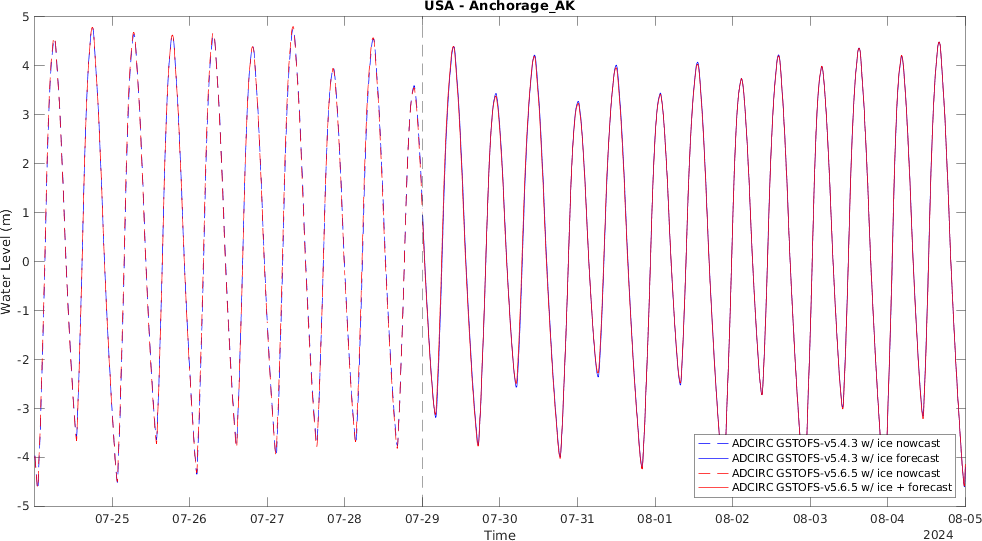 USA - Anchorage_AK
5
4
3
2
1
0
-1
-2
-3
-4
-5
Water Level (m)
ADCIRC GSTOFS-v5.4.3 w/ ice nowcast
ADCIRC GSTOFS-v5.4.3 w/ ice forecast
ADCIRC GSTOFS-v5.6.5 w/ ice nowcast
ADCIRC GSTOFS-v5.6.5 w/ ice + forecast
07-25 07-26 07-27 07-28 07-29 07-30 07-31 08-01 08-02 08-03 08-04 08-05
Time 2024